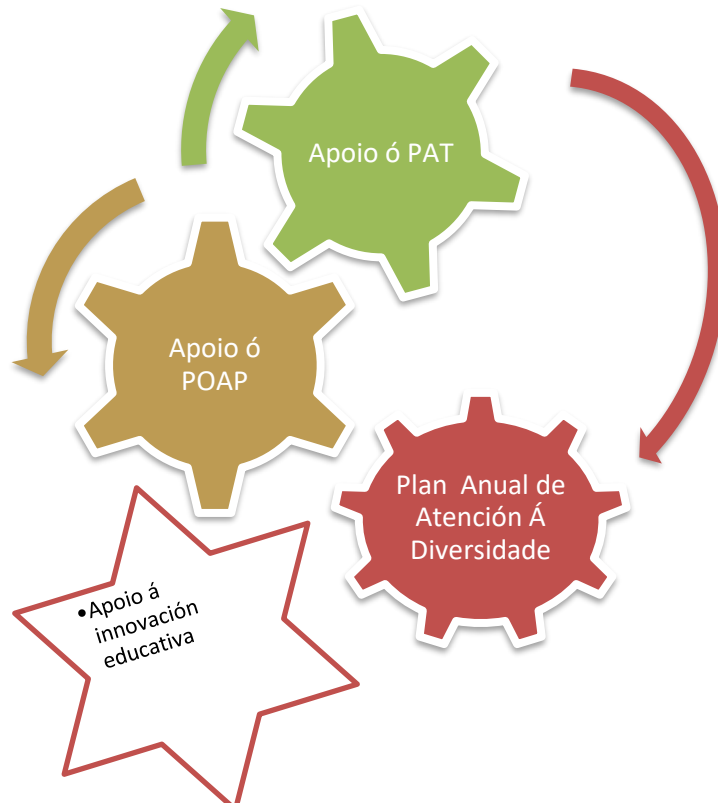 Apoio ó PAT
Apoio ó
POAP
Plan  Anual de
Atención Á
Diversidade
•Apoio á
innovación
educativa